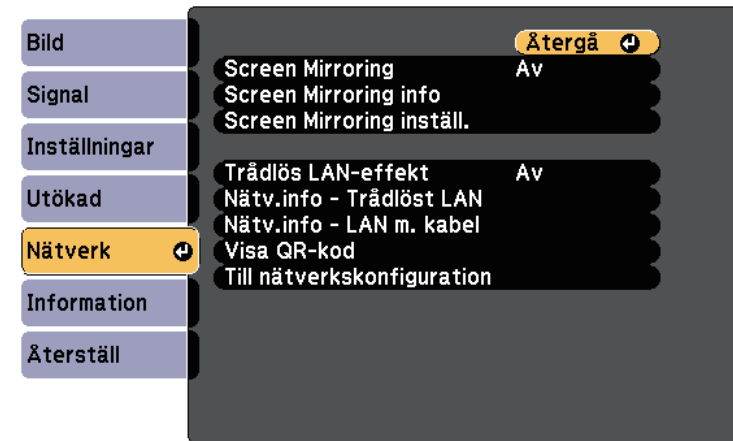 Bild
Signal
Inställningar
Utökad
Nätverk
Information
Återställ
Återgå
Screen Mirroring Av
Screen Mirroring info
Screen Mirroring inställ.
Trådlös LAN-effekt Av
Nätv.info - Trådlöst LAN
Nätv.info - LAN m. kabel
Visa QR-kod
Till nätverkskonfiguration